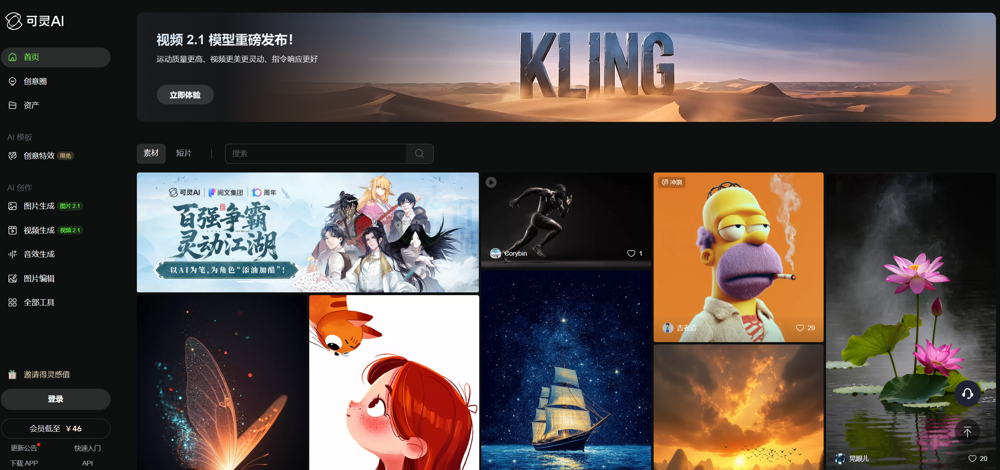 可灵AI
首页
创意圈
资产
AI 模板
创意特效 限免
AI 创作
图片生成 图片 2.1
视频生成 视频 2.1
音效生成
图片编辑
全部工具
邀请得灵感值
登录
会员低至 ￥46
更新公告 快速入门
下载 APP API
视频 2.1 模型重磅发布！
运动质量更高、视频更美更灵动、指令响应更好
立即体验
KLING
素材 短片 搜索
可灵AI 阅文集团 10 周年
百强争霸
灵动江湖
以AI为笔，为角色“添油加醋”！
Corybin 1
冲浪
吉老造 29
晃眼儿 20